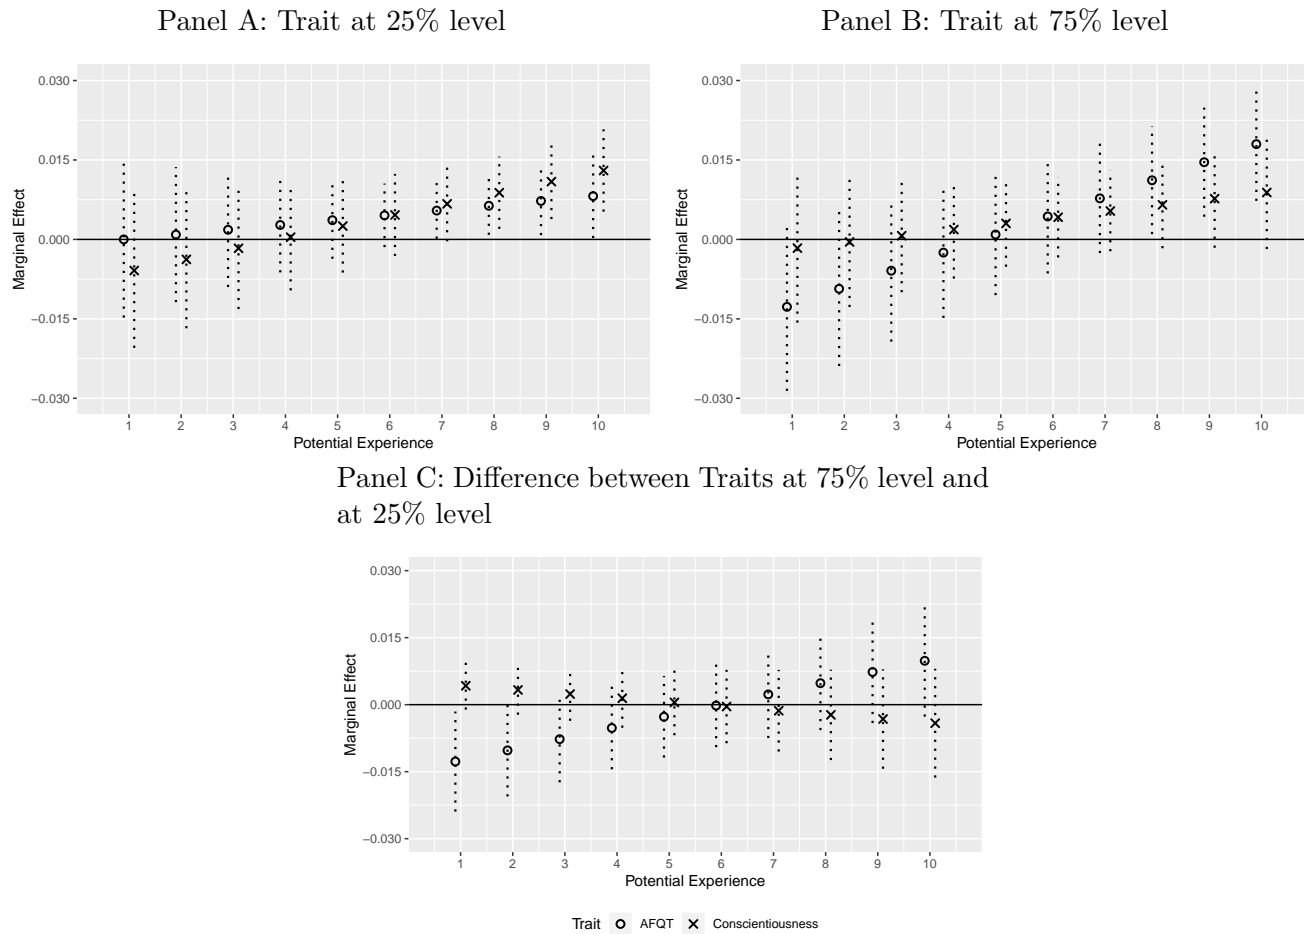 Panel A: Trait at 25% level
0.030
0.015
0.000
−0.015
−0.030
Marginal Effect
1 2 3 4 5 6 7 8 9 10
Potential Experience
Panel B: Trait at 75% level
0.030
0.015
0.000
−0.015
−0.030
Marginal Effect
1 2 3 4 5 6 7 8 9 10
Potential Experience
Panel C: Difference between Traits at 75% level and
at 25% level
0.030
0.015
0.000
−0.015
−0.030
Marginal Effect
1 2 3 4 5 6 7 8 9 10
Potential Experience
Trait AFQT Conscientiousness